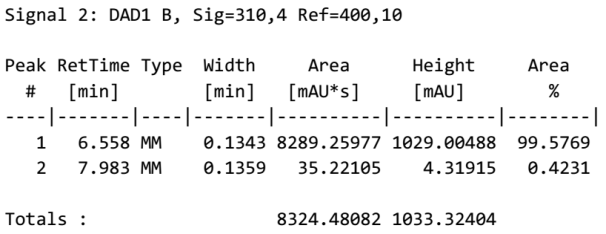 Signal 2: DAD1 B, Sig=310,4 Ref=400,10
Peak RetTime Type  Width     Area      Height     Area
  #   [min]        [min]   [mAU*s]     [mAU]        %
----|-------|----|-------|----------|----------|--------|
   1   6.558 MM    0.1343 8289.25977 1029.00488  99.5769
   2   7.983 MM    0.1359   35.22105    4.31915   0.4231
Totals :                  8324.48082 1033.32404